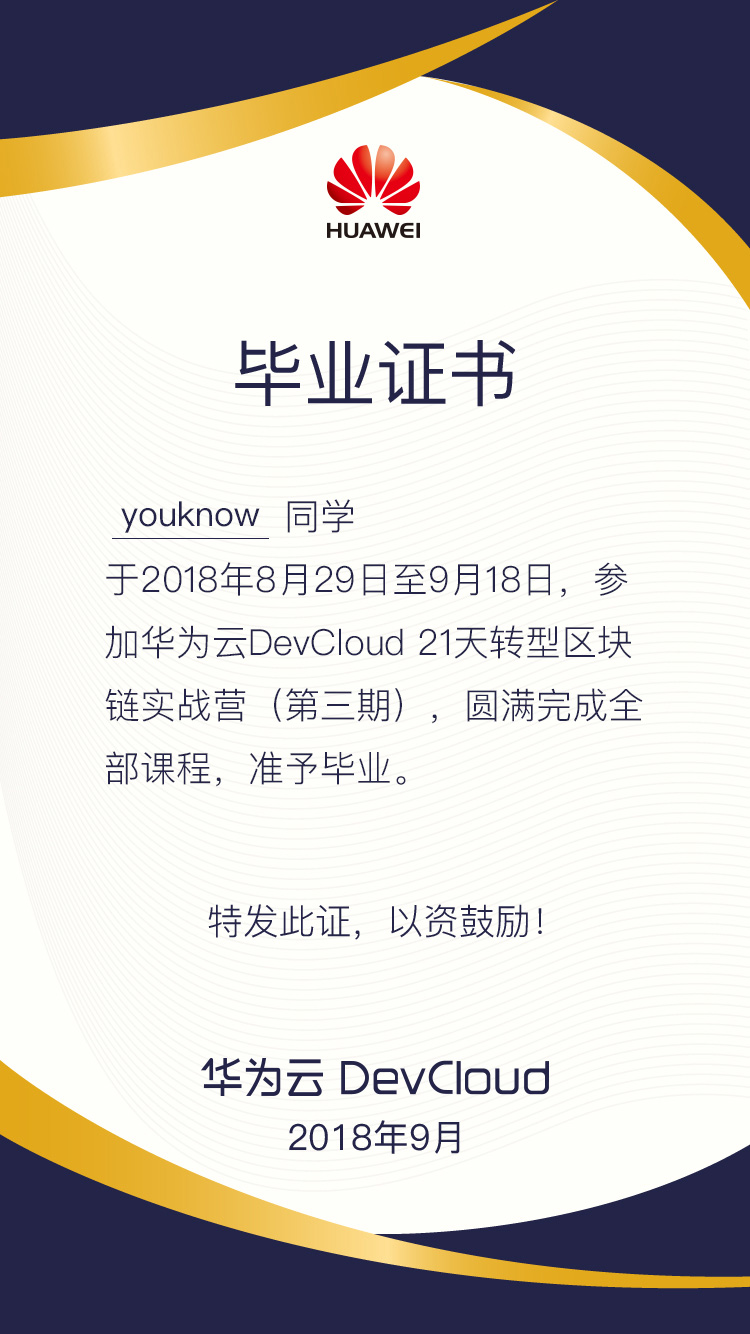 HUAWEI
毕业证书
youknow 同学
于2018年8月29日至9月18日，参
加华为云DevCloud 21天转型区块
链实战营（第三期），圆满完成全
部课程，准予毕业。
特发此证，以资鼓励！
华为云 DevCloud
2018年9月